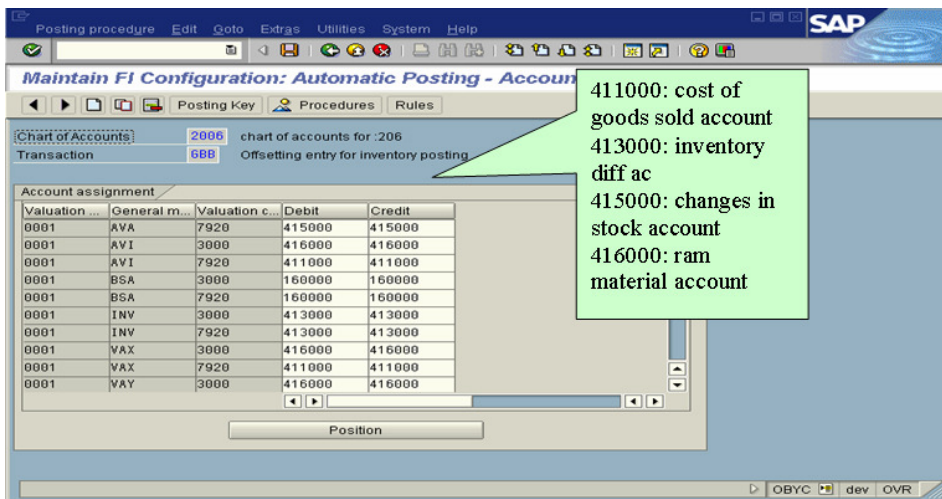 Posting procedure Edit Goto Extras Utilities System Help
SAP
Maintain FI Configuration: Automatic Posting - Accoun
Posting Key Procedures Rules
Chart of Accounts 2006 chart of accounts for :206
Transaction GBB Offsetting entry for inventory posting
Account assignment
Valuation ... General m... Valuation c... Debit Credit
0001 AVA 7920 415000 415000
0001 AVI 3000 416000 416000
0001 AVI 7920 411000 411000
0001 BSA 3000 160000 160000
0001 BSA 7920 160000 160000
0001 INV 3000 413000 413000
0001 INV 7920 413000 413000
0001 VAX 3000 416000 416000
0001 VAX 7920 411000 411000
0001 VAY 3000 416000 416000
Position
411000: cost of
goods sold account
413000: inventory
diff ac
415000: changes in
stock account
416000: ram
material account
OBYC dev OVR